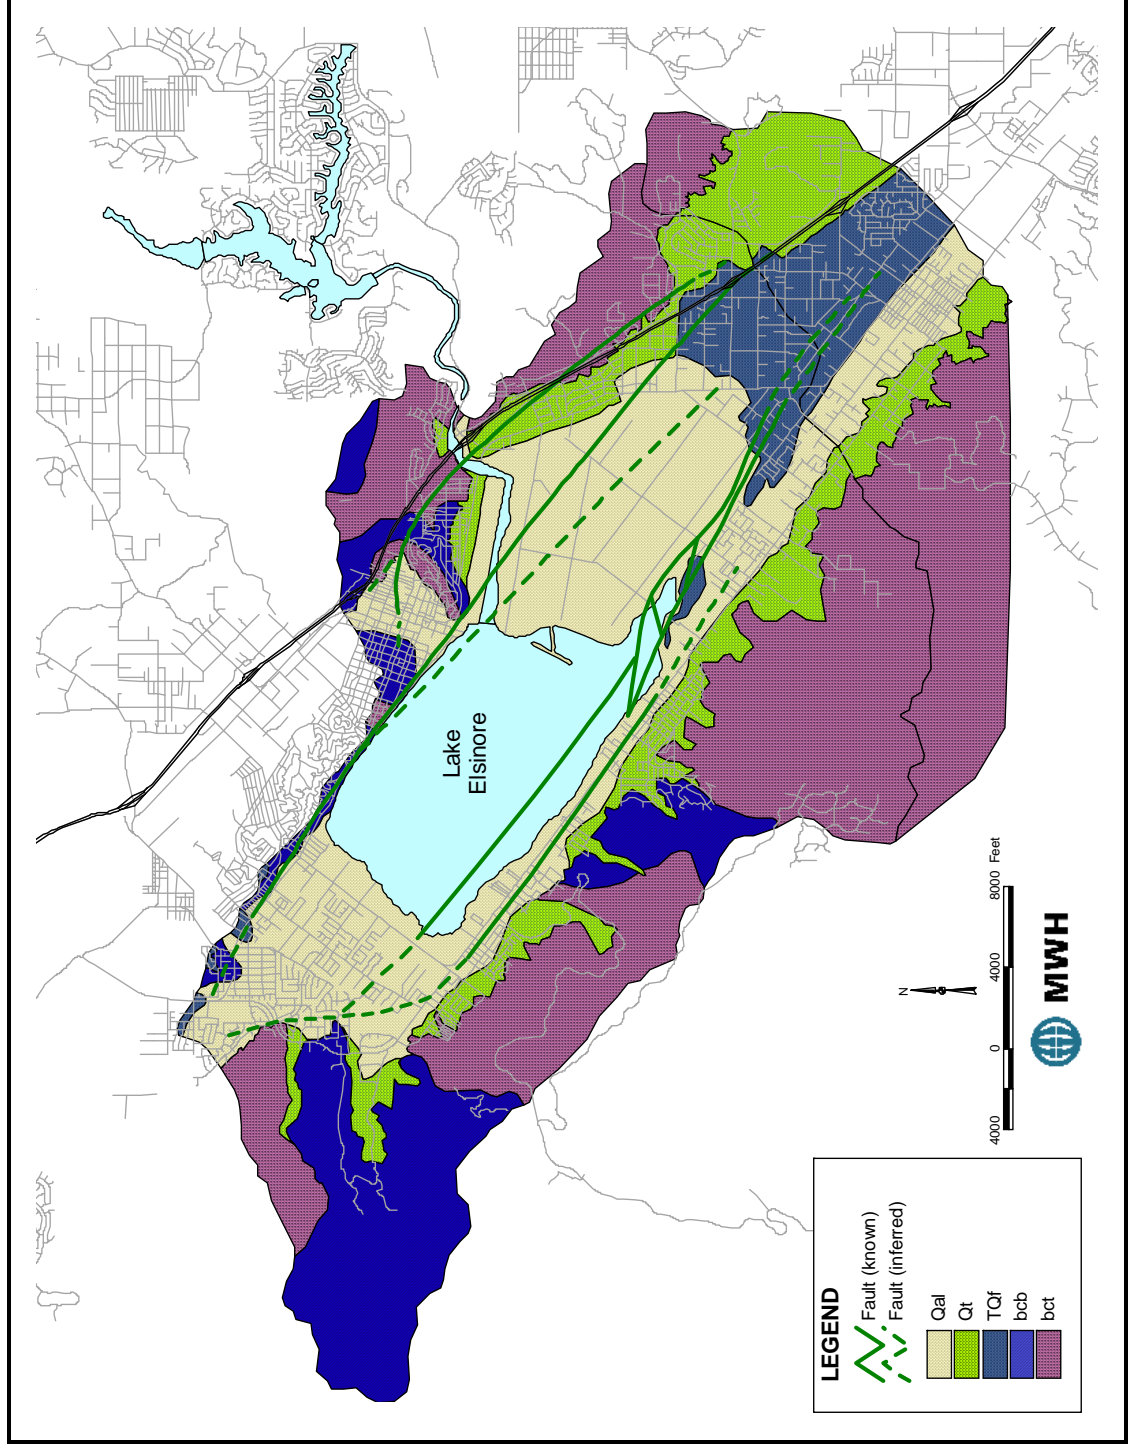 Lake
Elsinore
N
4000 0 4000 8000 Feet
MWH
LEGEND
Fault (known)
Fault (inferred)
Qal
Qt
TQf
bcb
bct